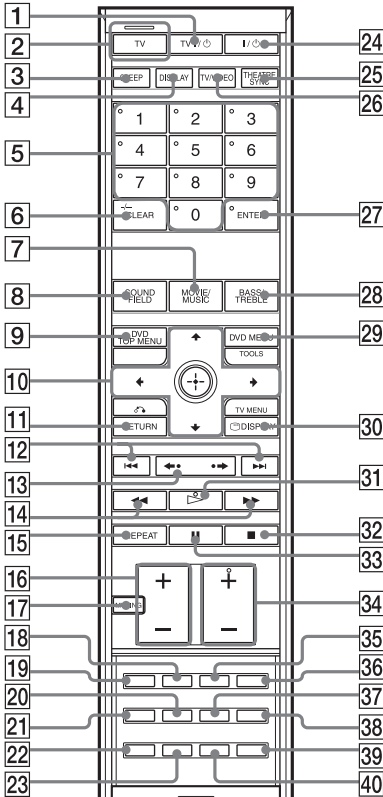 1
2 TV TV I/⏻ I/⏻ 24
3 SLEEP DISPLAY TV/VIDEO THEATRE SYNC 25
4 26
1 2 3
5 4 5 6
7 8 9
6 -/-- CLEAR 0 ENTER 27
7
8 SOUND FIELD MOVIE/MUSIC BASS/TREBLE 28
9 DVD TOP MENU DVD MENU 29
TOOLS
10
TV MENU
11 RETURN DISPLAY 30
12
13 31
14
15 REPEAT 32
33
16 + +
17 34
– –
18 35
19 36
20 37
21 38
22 39
23 40